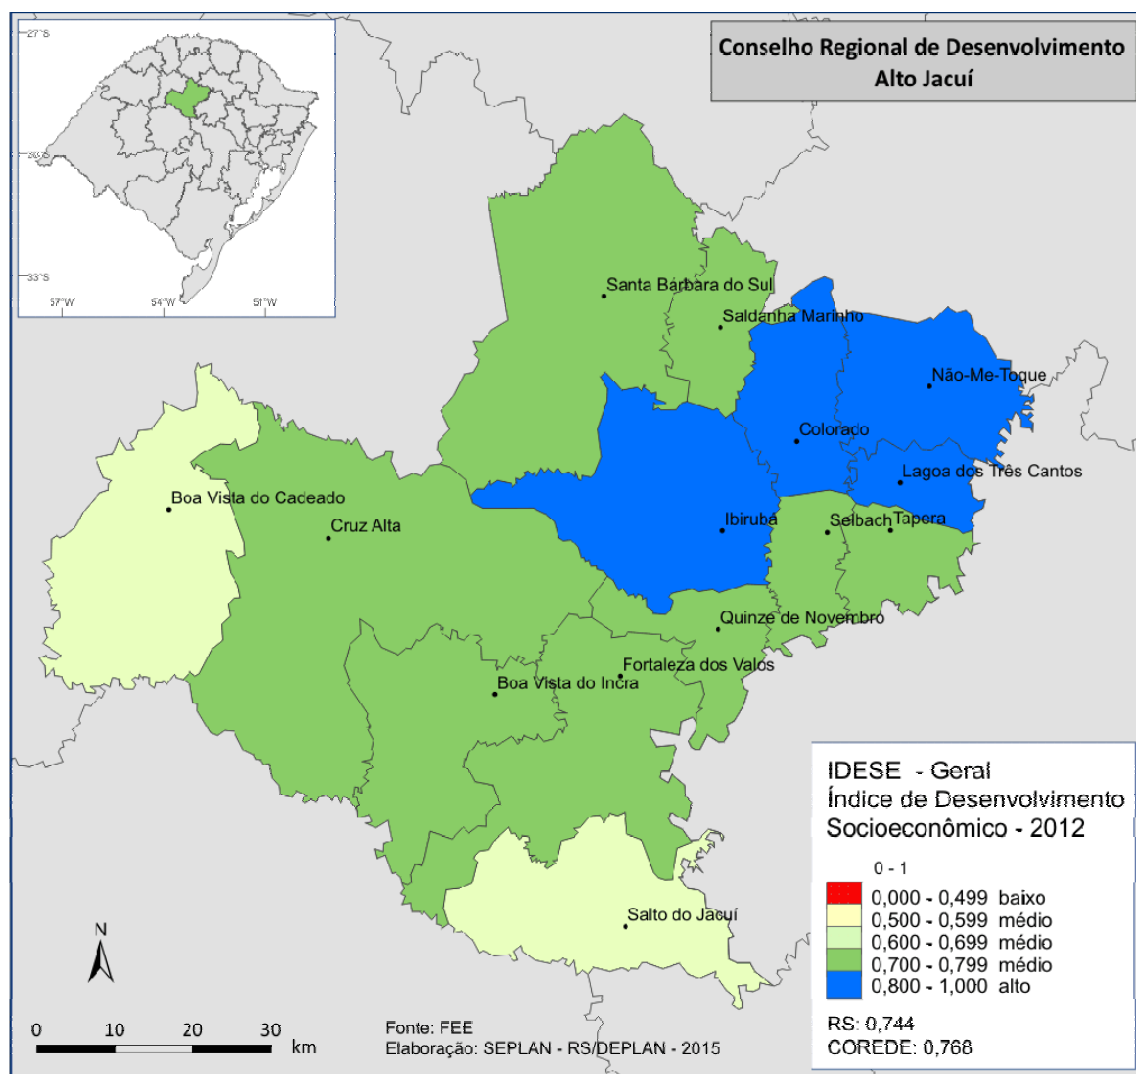 Conselho Regional de Desenvolvimento
Alto Jacuí
27°S
30°S
33°S
57°W
54°W
51°W
Santa Bárbara do Sul
Saldanha Marinho
Não-Me-Toque
Colorado
Lagoa dos Três Cantos
Boa Vista do Cadeado
Cruz Alta
Ibirubá
Selbach
Tapera
Quinze de Novembro
Fortaleza dos Valos
Boa Vista do Incra
Salto do Jacuí
IDESE - Geral
Índice de Desenvolvimento
Socioeconômico - 2012
0 - 1
0,000 - 0,499 baixo
0,500 - 0,599 médio
0,600 - 0,699 médio
0,700 - 0,799 médio
0,800 - 1,000 alto
RS: 0,744
COREDE: 0,768
N
0 10 20 30
km
Fonte: FEE
Elaboração: SEPLAN - RS/DEPLAN - 2015